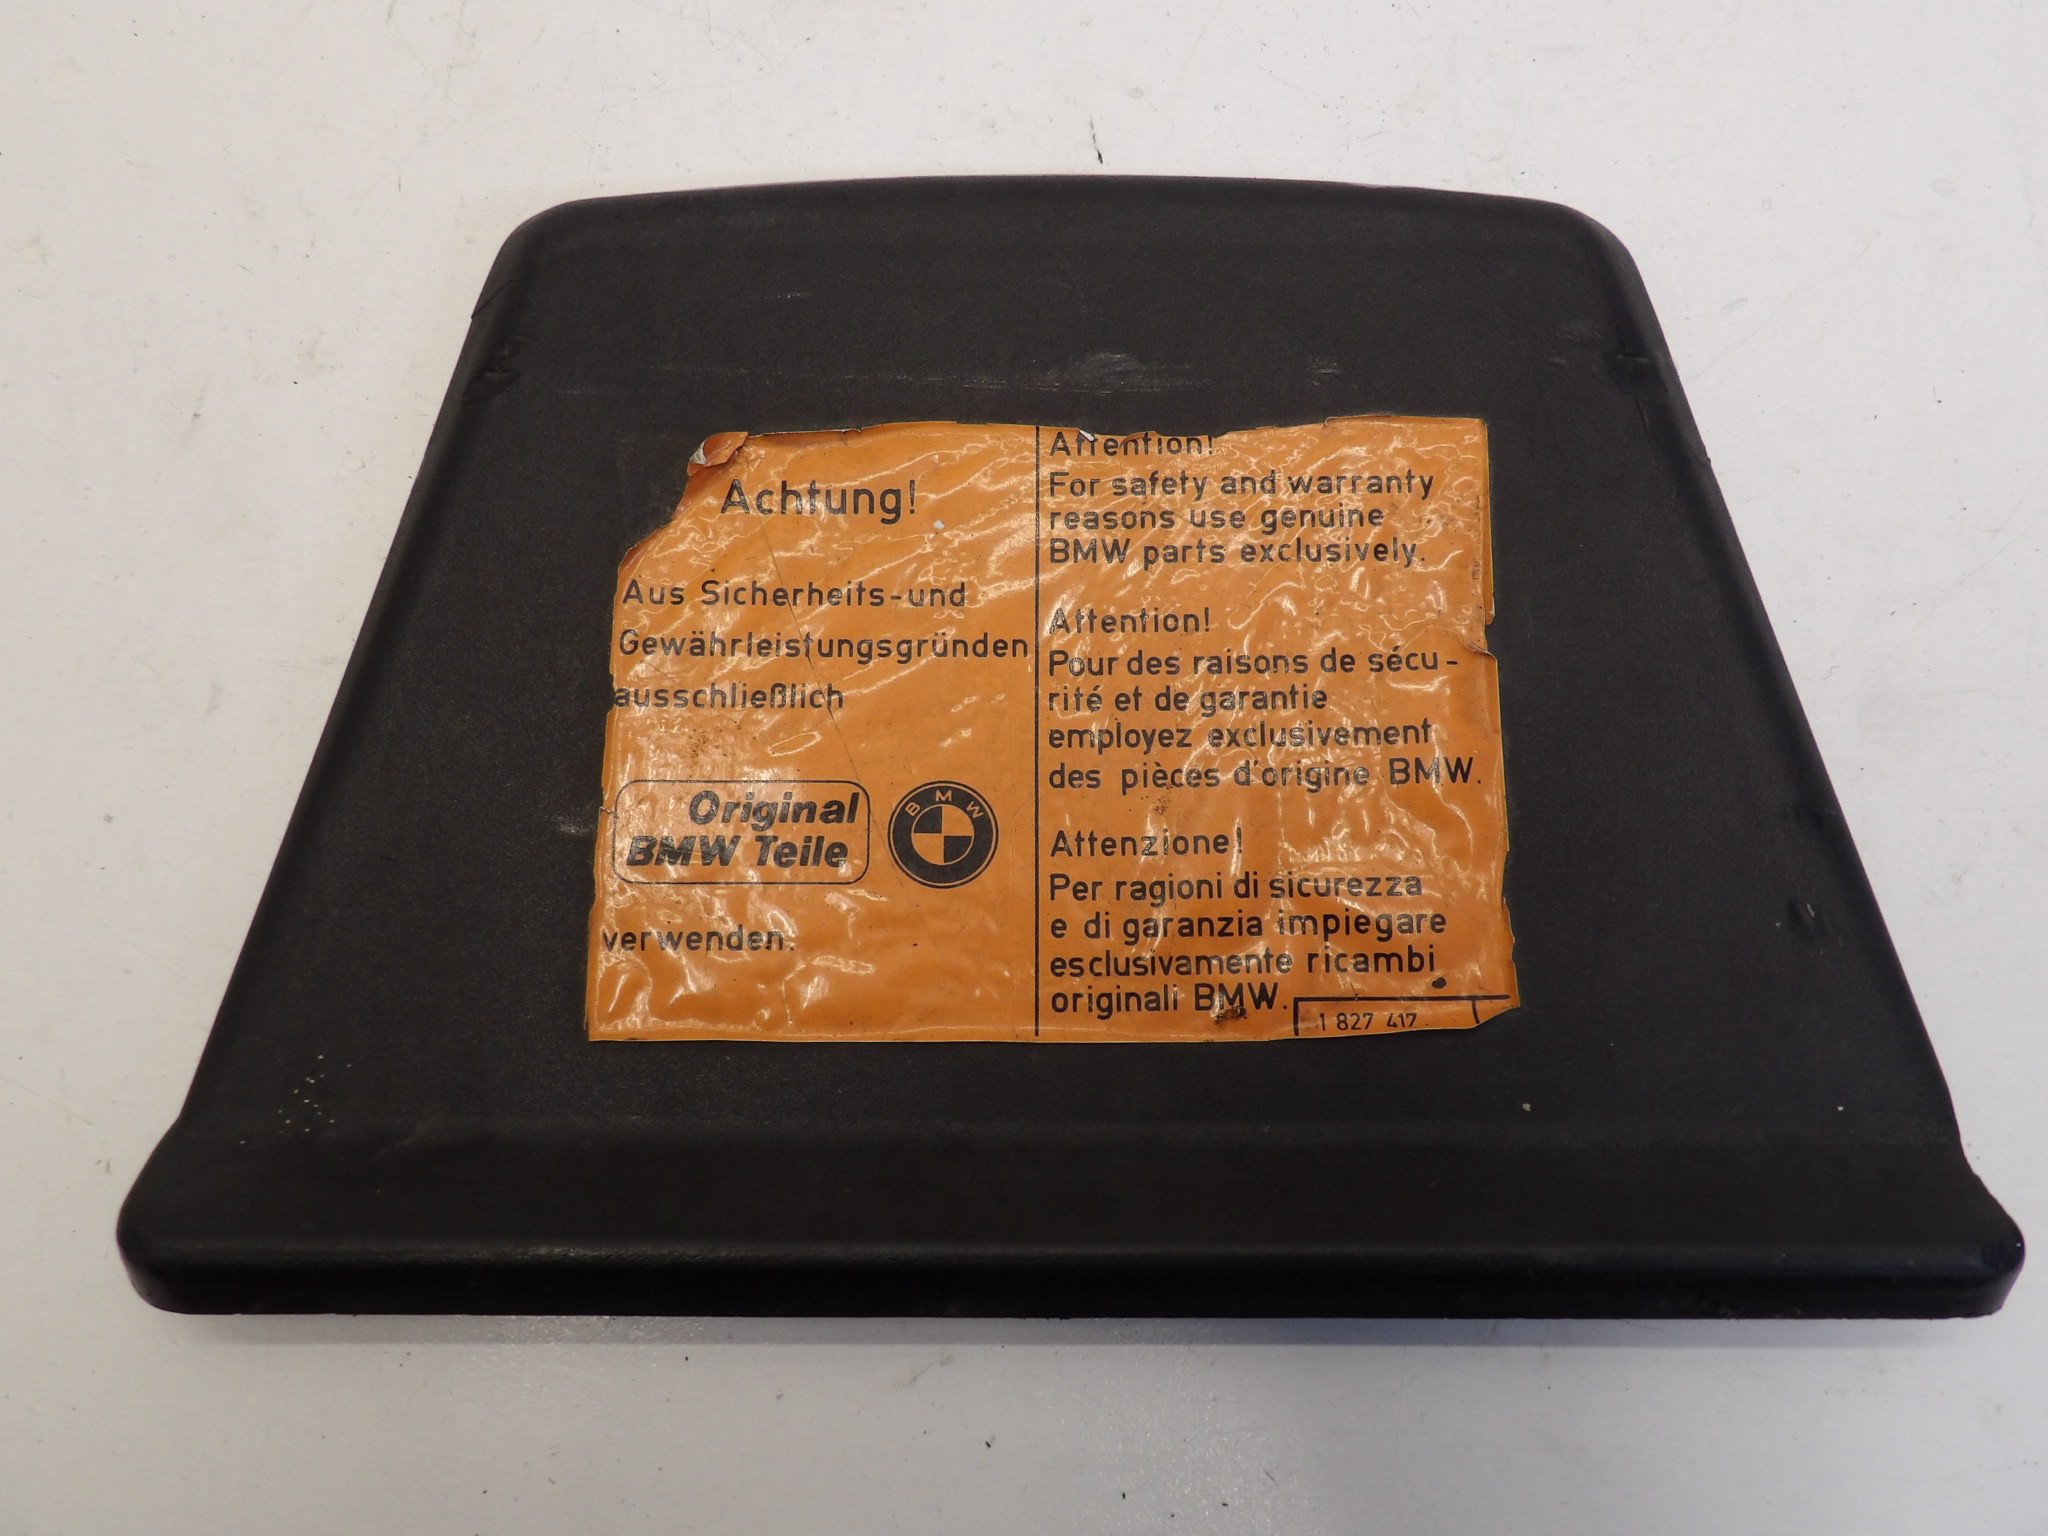 Achtung!
Aus Sicherheits-und
Gewährleistungsgründen
ausschließlich
Original
BMW Teile
BMW
verwenden.
Attention!
For safety and warranty
reasons use genuine
BMW parts exclusively.
Attention!
Pour des raisons de sécu-
rité et de garantie
employez exclusivement
des pièces d'origine BMW.
Attenzione!
Per ragioni di sicurezza
e di garanzia impiegare
esclusivamente ricambi
originali BMW.
1 827 417